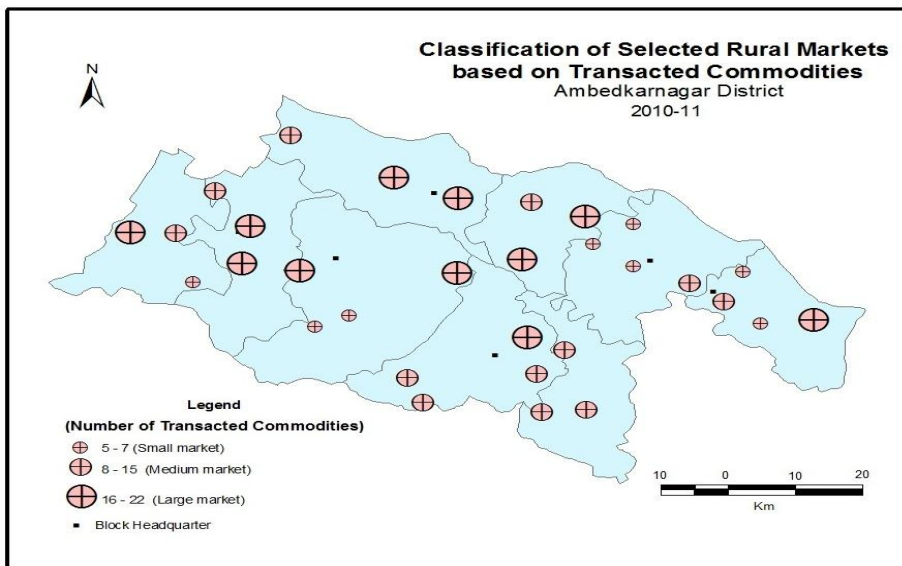 Classification of Selected Rural Markets
based on Transacted Commodities
Ambedkarnagar District
2010-11
N
Legend
(Number of Transacted Commodities)
5 - 7 (Small market)
8 - 15 (Medium market)
16 - 22 (Large market)
Block Headquarter
10 0 10 20
Km